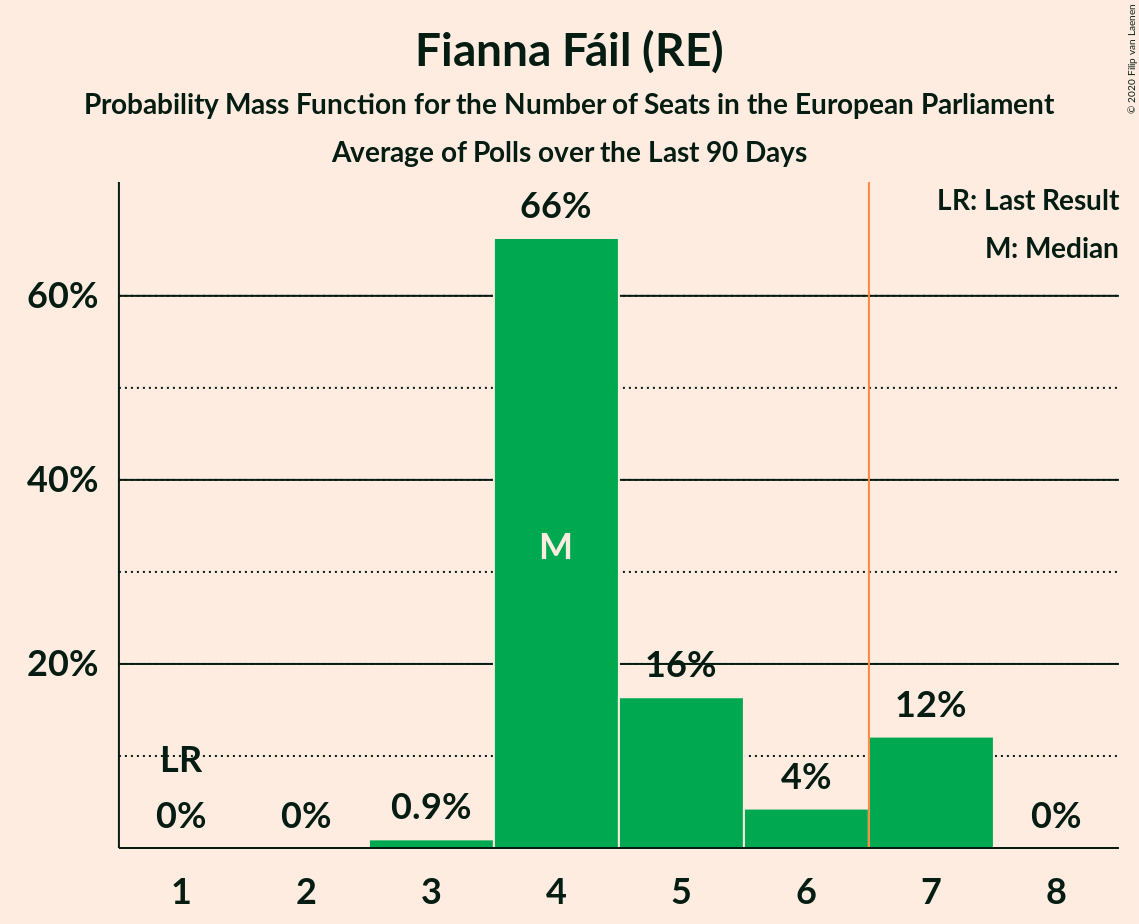 Fianna Fáil (RE)
Probability Mass Function for the Number of Seats in the European Parliament
Average of Polls over the Last 90 Days
© 2020 Filip van Laenen
LR: Last Result
M: Median
66%
60%
40%
M
20%
16%
12%
LR
4%
0.9%
0%
0%
0%
1 2 3 4 5 6 7 8